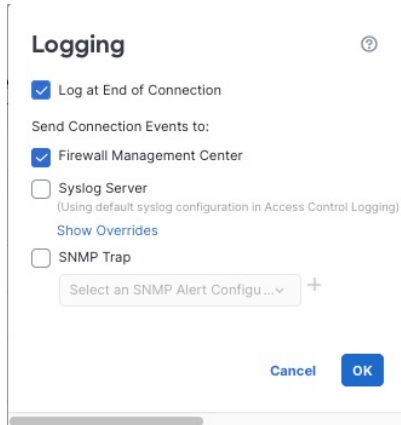 Logging
Log at End of Connection
Send Connection Events to:
Firewall Management Center
Syslog Server
(Using default syslog configuration in Access Control Logging)
Show Overrides
SNMP Trap
Select an SNMP Alert Configu ...
Cancel OK